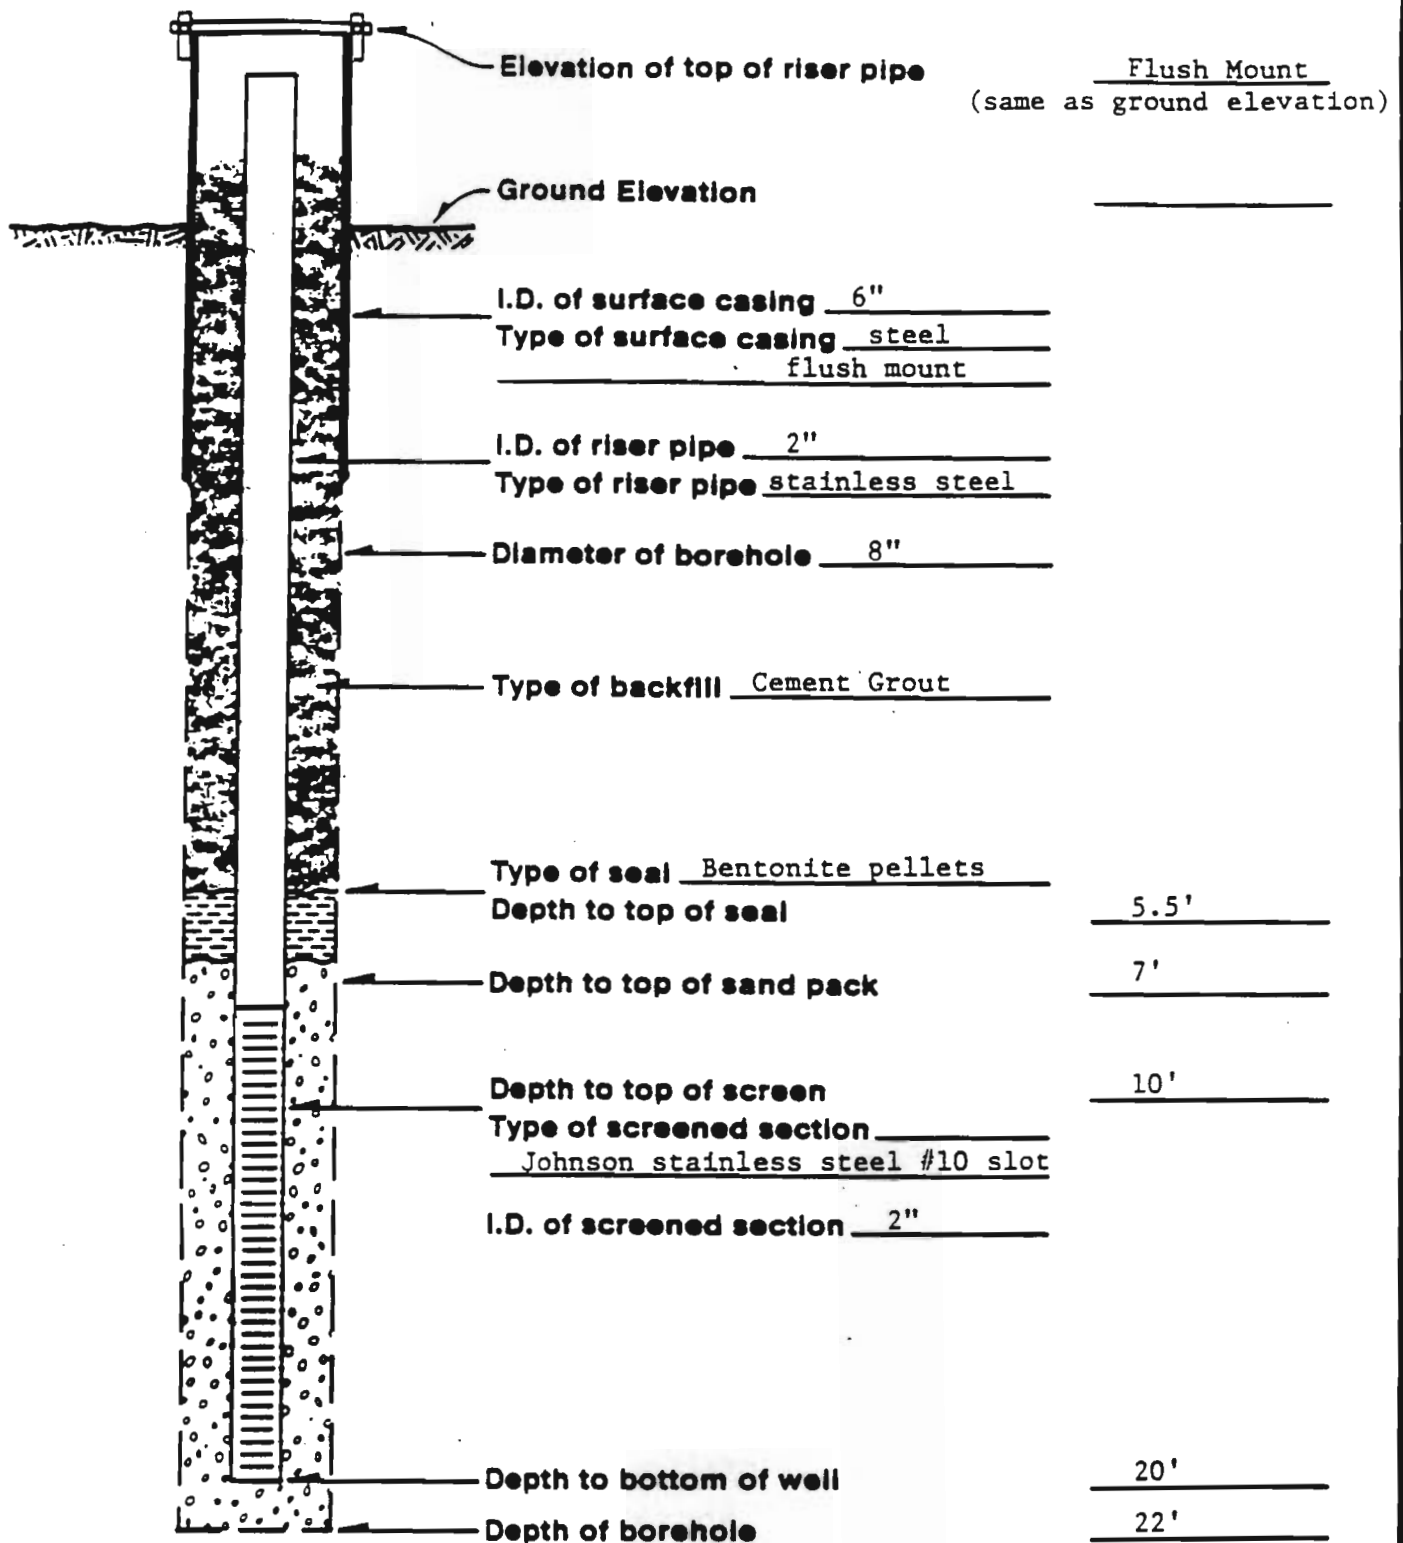 Elevation of top of riser pipe Flush Mount
(same as ground elevation)
Ground Elevation
I.D. of surface casing 6"
Type of surface casing steel
flush mount
I.D. of riser pipe 2"
Type of riser pipe stainless steel
Diameter of borehole 8"
Type of backfill Cement Grout
Type of seal Bentonite pellets
Depth to top of seal 5.5'
Depth to top of sand pack 7'
Depth to top of screen 10'
Type of screened section
Johnson stainless steel #10 slot
I.D. of screened section 2"
Depth to bottom of well 20'
Depth of borehole 22'